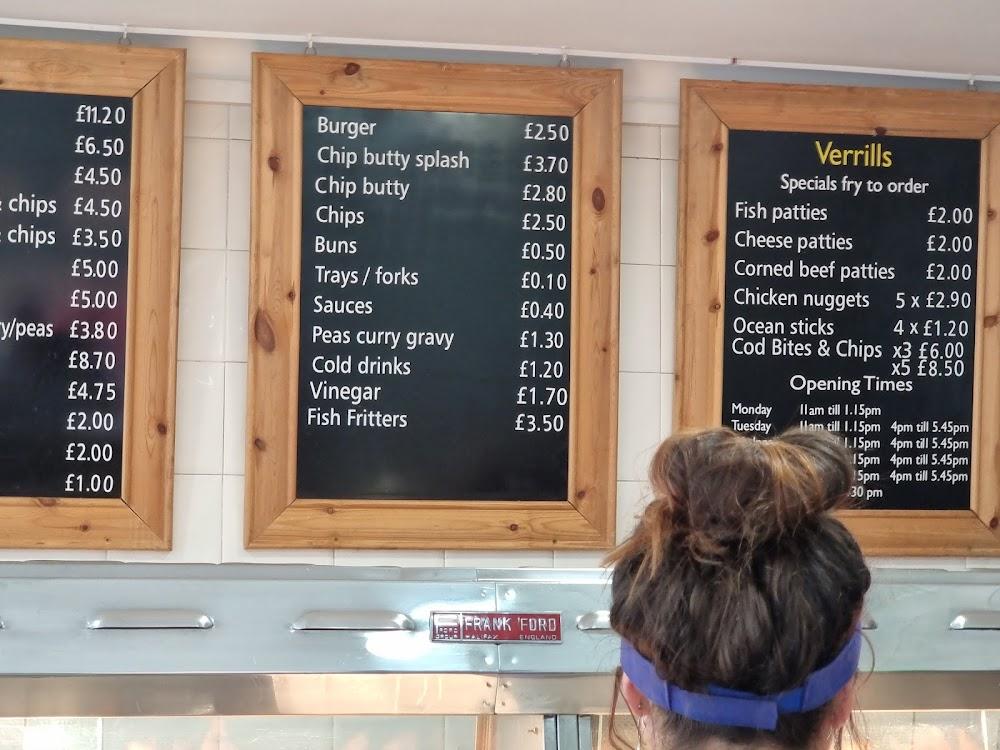 £11.20
£6.50
£4.50
& chips £4.50
chips £3.50
£5.00
£5.00
/peas £3.80
£8.70
£4.75
£2.00
£2.00
£1.00
Burger £2.50
Chip butty splash £3.70
Chip butty £2.80
Chips £2.50
Buns £0.50
Trays / forks £0.10
Sauces £0.40
Peas curry gravy £1.30
Cold drinks £1.20
Vinegar £1.70
Fish Fritters £3.50
Verrills
Specials fry to order
Fish patties £2.00
Cheese patties £2.00
Corned beef patties £2.00
Chicken nuggets 5 x £2.90
Ocean sticks 4 x £1.20
Cod Bites & Chips x3 £6.00
x5 £8.50
Opening Times
Monday 11am till 1.15pm
Tuesday 11am till 1.15pm 4pm till 5.45pm
1.15pm 4pm till 5.45pm
15pm 4pm till 5.45pm
15pm 4pm till 5.45pm
30 pm
FRANK FORD
HALIFAX ENGLAND